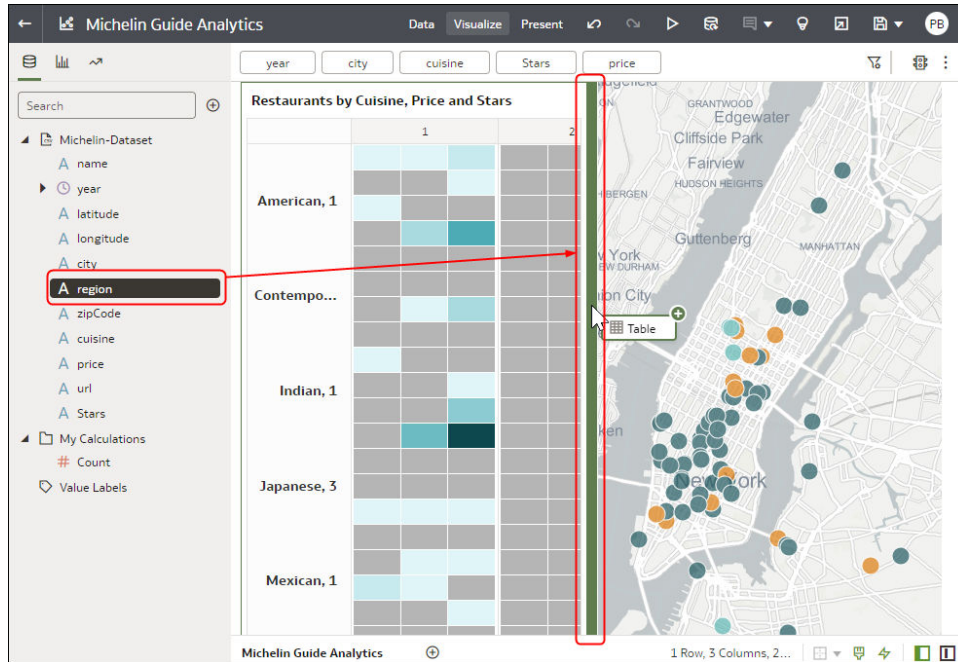 Michelin Guide Analytics
Data Visualize Present
PB
year city cuisine Stars price
Search
Michelin-Dataset
name
year
latitude
longitude
city
region
zipCode
cuisine
price
url
Stars
My Calculations
Count
Value Labels
Restaurants by Cuisine, Price and Stars
1 2
American, 1
Contempo...
Indian, 1
Japanese, 3
Mexican, 1
GRANTWOOD
Edgewater
Cliffside Park
Fairview
HUDSON HEIGHTS
Guttenberg
MANHATTAN
York
Table
Michelin Guide Analytics
1 Row, 3 Columns, 2...